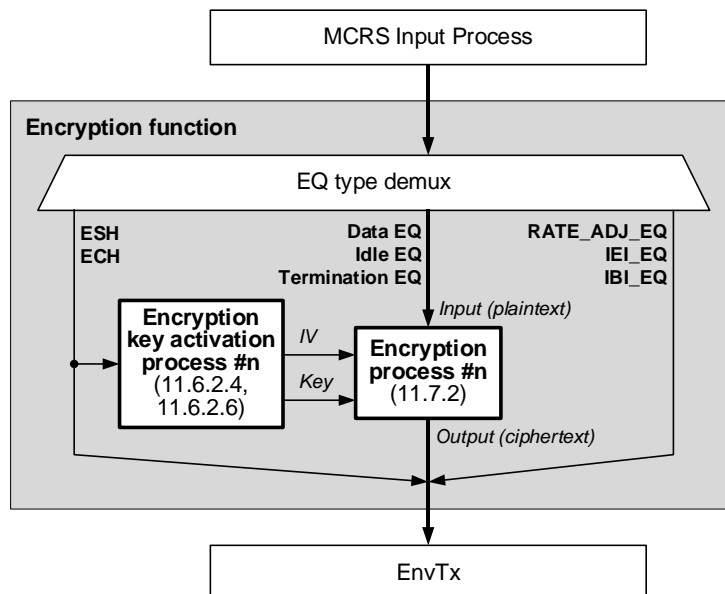 MCRS Input Process
Encryption function
EQ type demux
ESH
ECH
Data EQ
Idle EQ
Termination EQ
RATE_ADJ_EQ
IEI_EQ
IBI_EQ
Input (plaintext)
Encryption
key activation
process #n
(11.6.2.4,
11.6.2.6)
IV
Key
Encryption
process #n
(11.7.2)
Output (ciphertext)
EnvTx